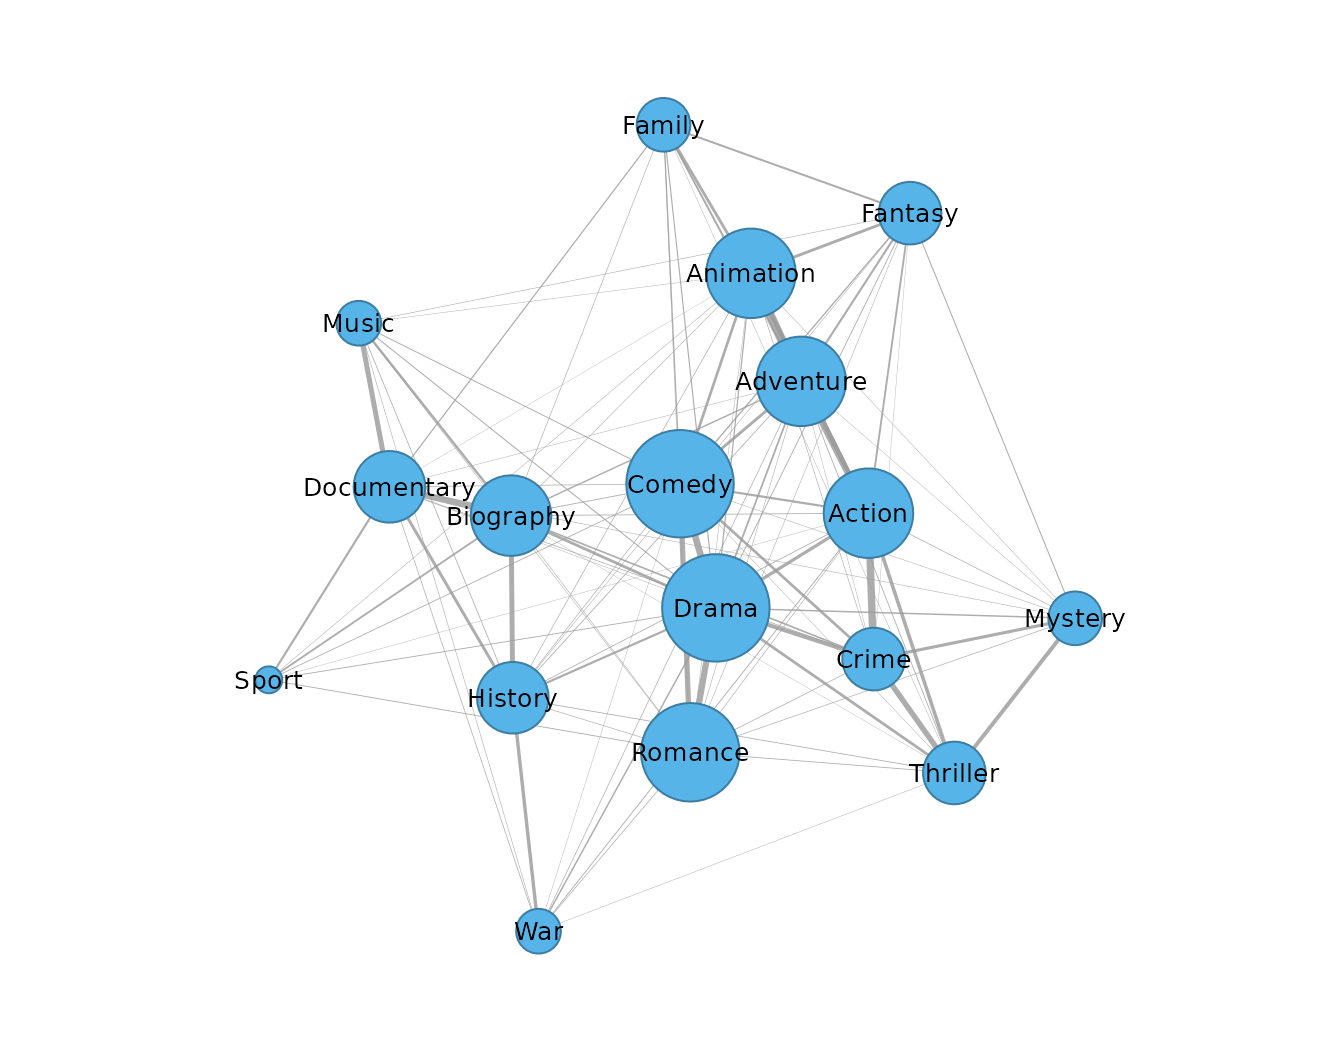 Family
Fantasy
Animation
Music
Adventure
Comedy
Documentary
Biography
Action
Drama
Mystery
Crime
Sport
History
Romance
Thriller
War